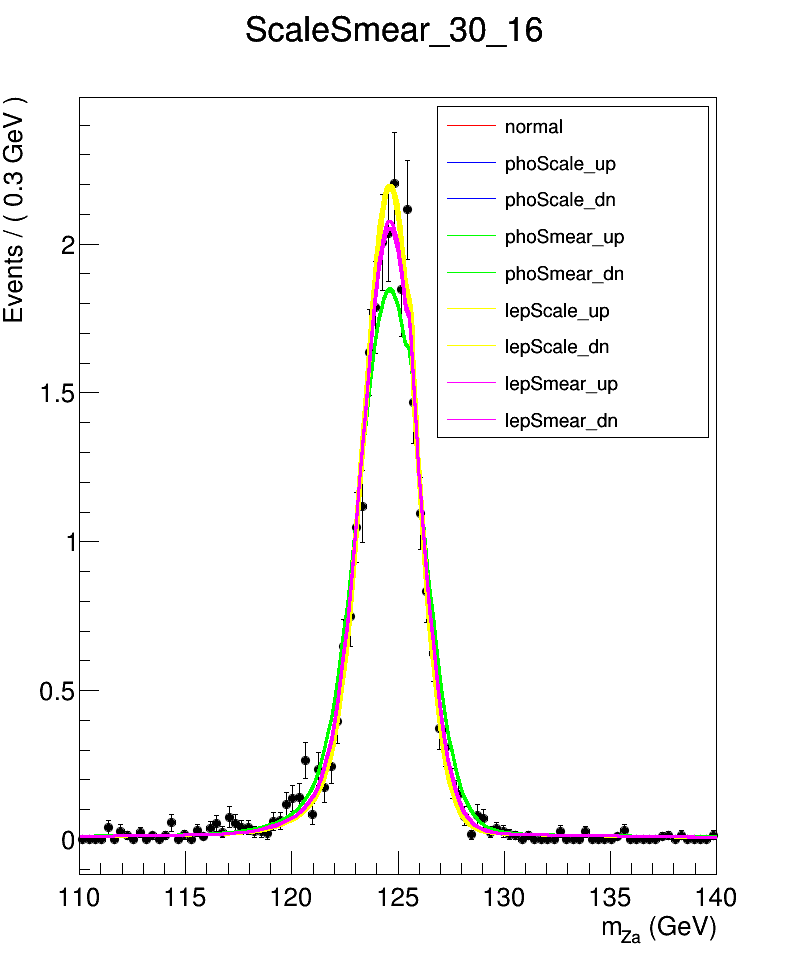 ScaleSmear_30_16
Events / ( 0.3 GeV )
normal
phoScale_up
phoScale_dn
phoSmear_up
phoSmear_dn
lepScale_up
lepScale_dn
lepSmear_up
lepSmear_dn
2
1.5
1
0.5
0
110 115 120 125 130 135 140
mZa (GeV)